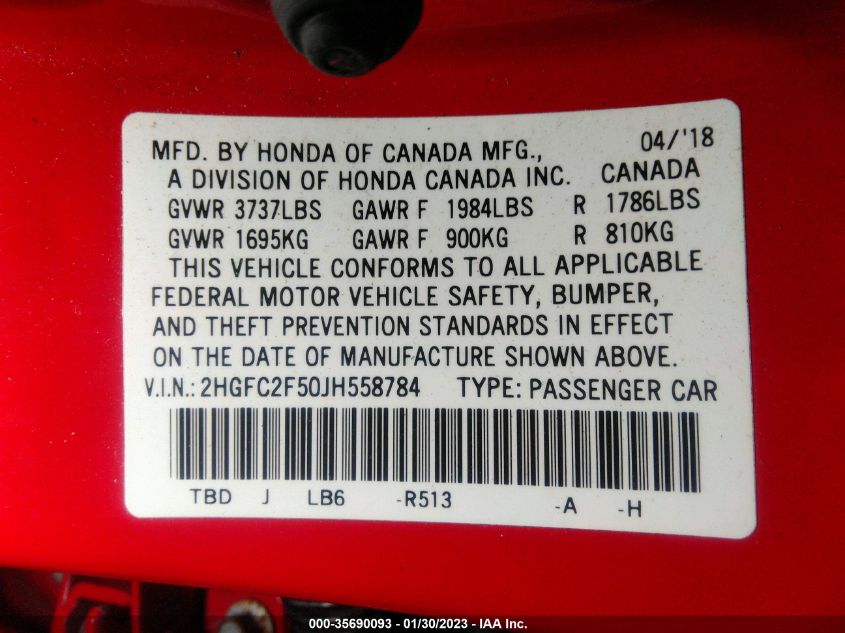 MFD. BY HONDA OF CANADA MFG., 04/'18
A DIVISION OF HONDA CANADA INC. CANADA
GVWR 3737LBS GAWR F 1984LBS R 1786LBS
GVWR 1695KG GAWR F 900KG R 810KG
THIS VEHICLE CONFORMS TO ALL APPLICABLE
FEDERAL MOTOR VEHICLE SAFETY, BUMPER,
AND THEFT PREVENTION STANDARDS IN EFFECT
ON THE DATE OF MANUFACTURE SHOWN ABOVE.
V.I.N.: 2HGFC2F50JH558784 TYPE: PASSENGER CAR
TBD J LB6 -R513 -A -H
000-35690093 - 01/30/2023 - IAA Inc.